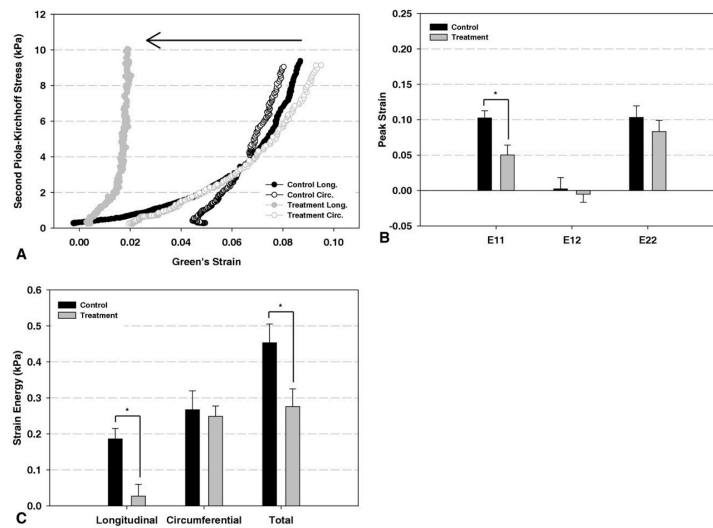 12
10
8
6
4
2
0
Second Piola-Kirchhoff Stress (kPa)
Control Long.
Control Circ.
Treatment Long.
Treatment Circ.
0.00 0.02 0.04 0.06 0.08 0.10
Green's Strain
A
Control
Treatment
0.25
0.20
0.15
0.10
0.05
0.00
-0.05
Peak Strain
*
E11 E12 E22
B
Control
Treatment
0.6
0.5
0.4
0.3
0.2
0.1
0.0
Strain Energy (kPa)
*
*
Longitudinal Circumferential Total
C